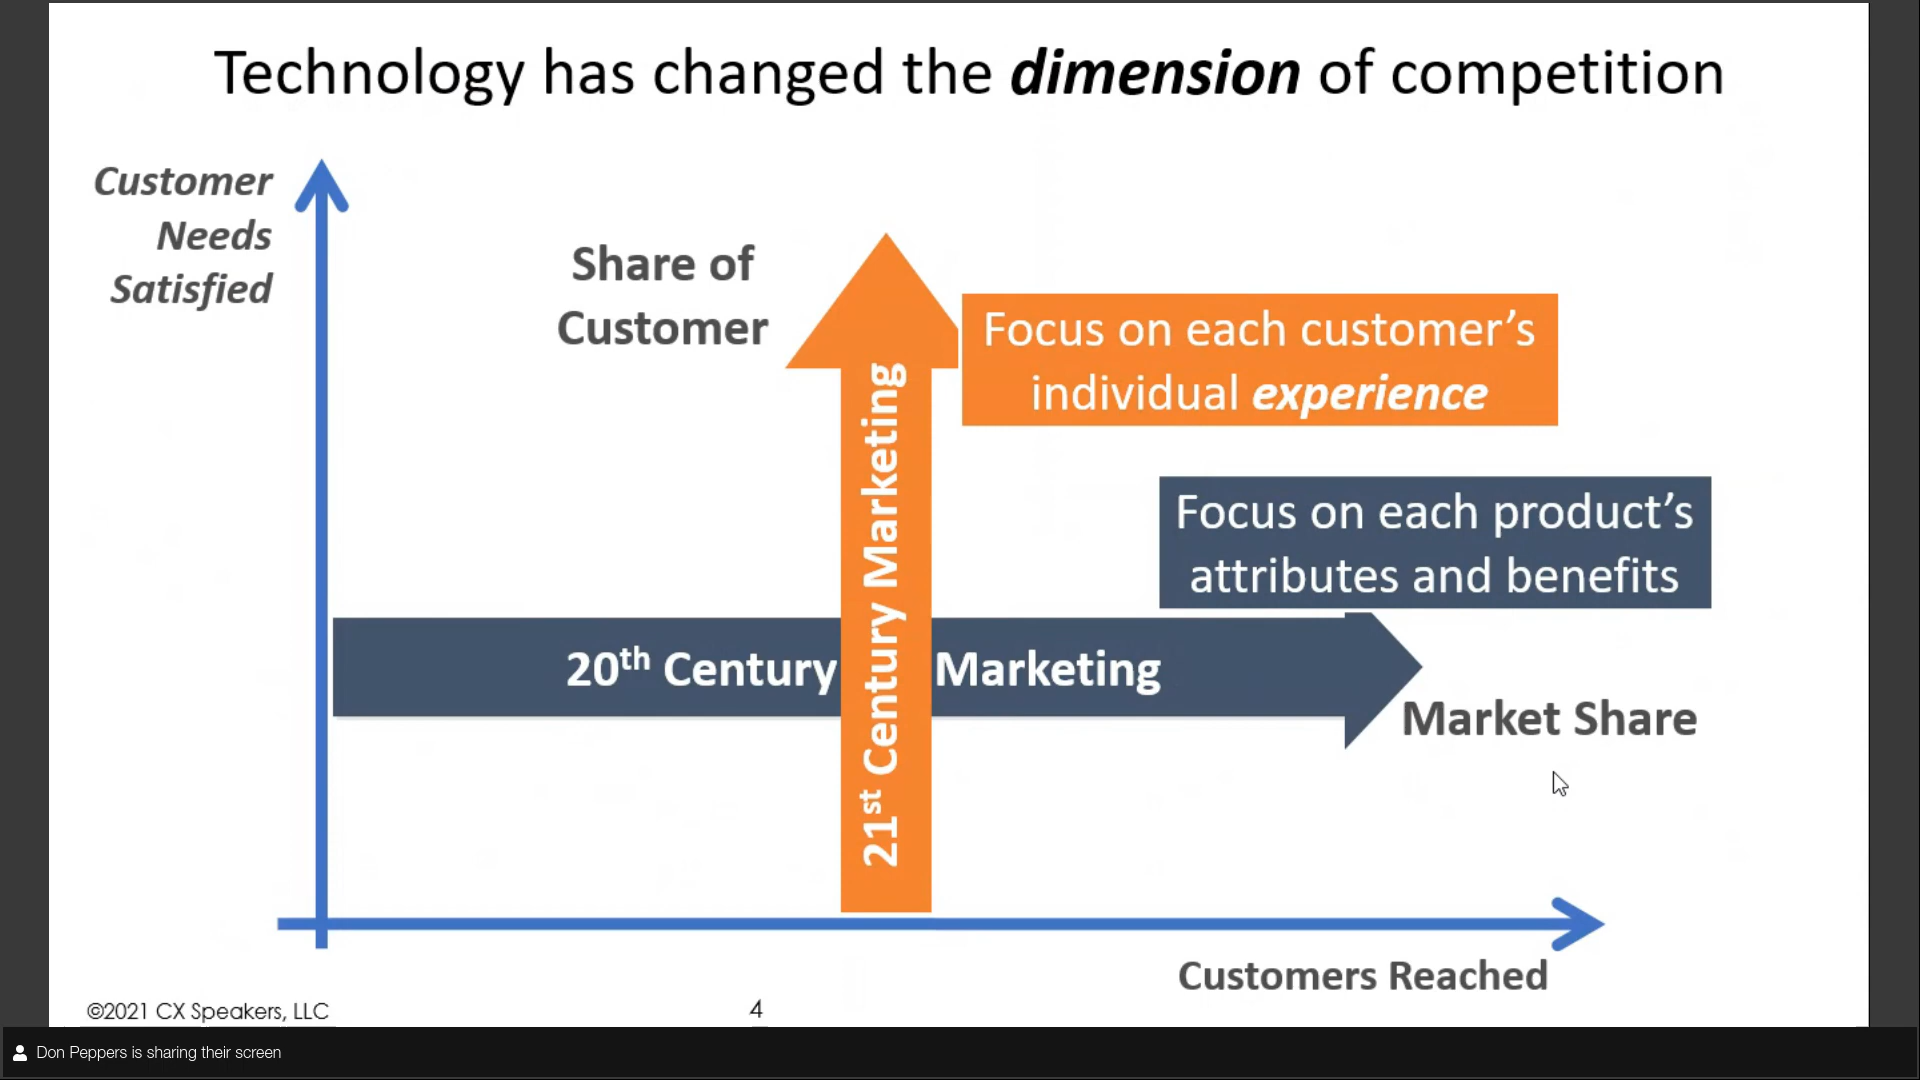 Technology has changed the dimension of competition
Customer
Needs
Satisfied
Share of
Customer
Focus on each customer’s
individual experience
Focus on each product’s
attributes and benefits
20th Century Marketing
21st Century Marketing
Market Share
Customers Reached
©2021 CX Speakers, LLC
4
Don Peppers is sharing their screen